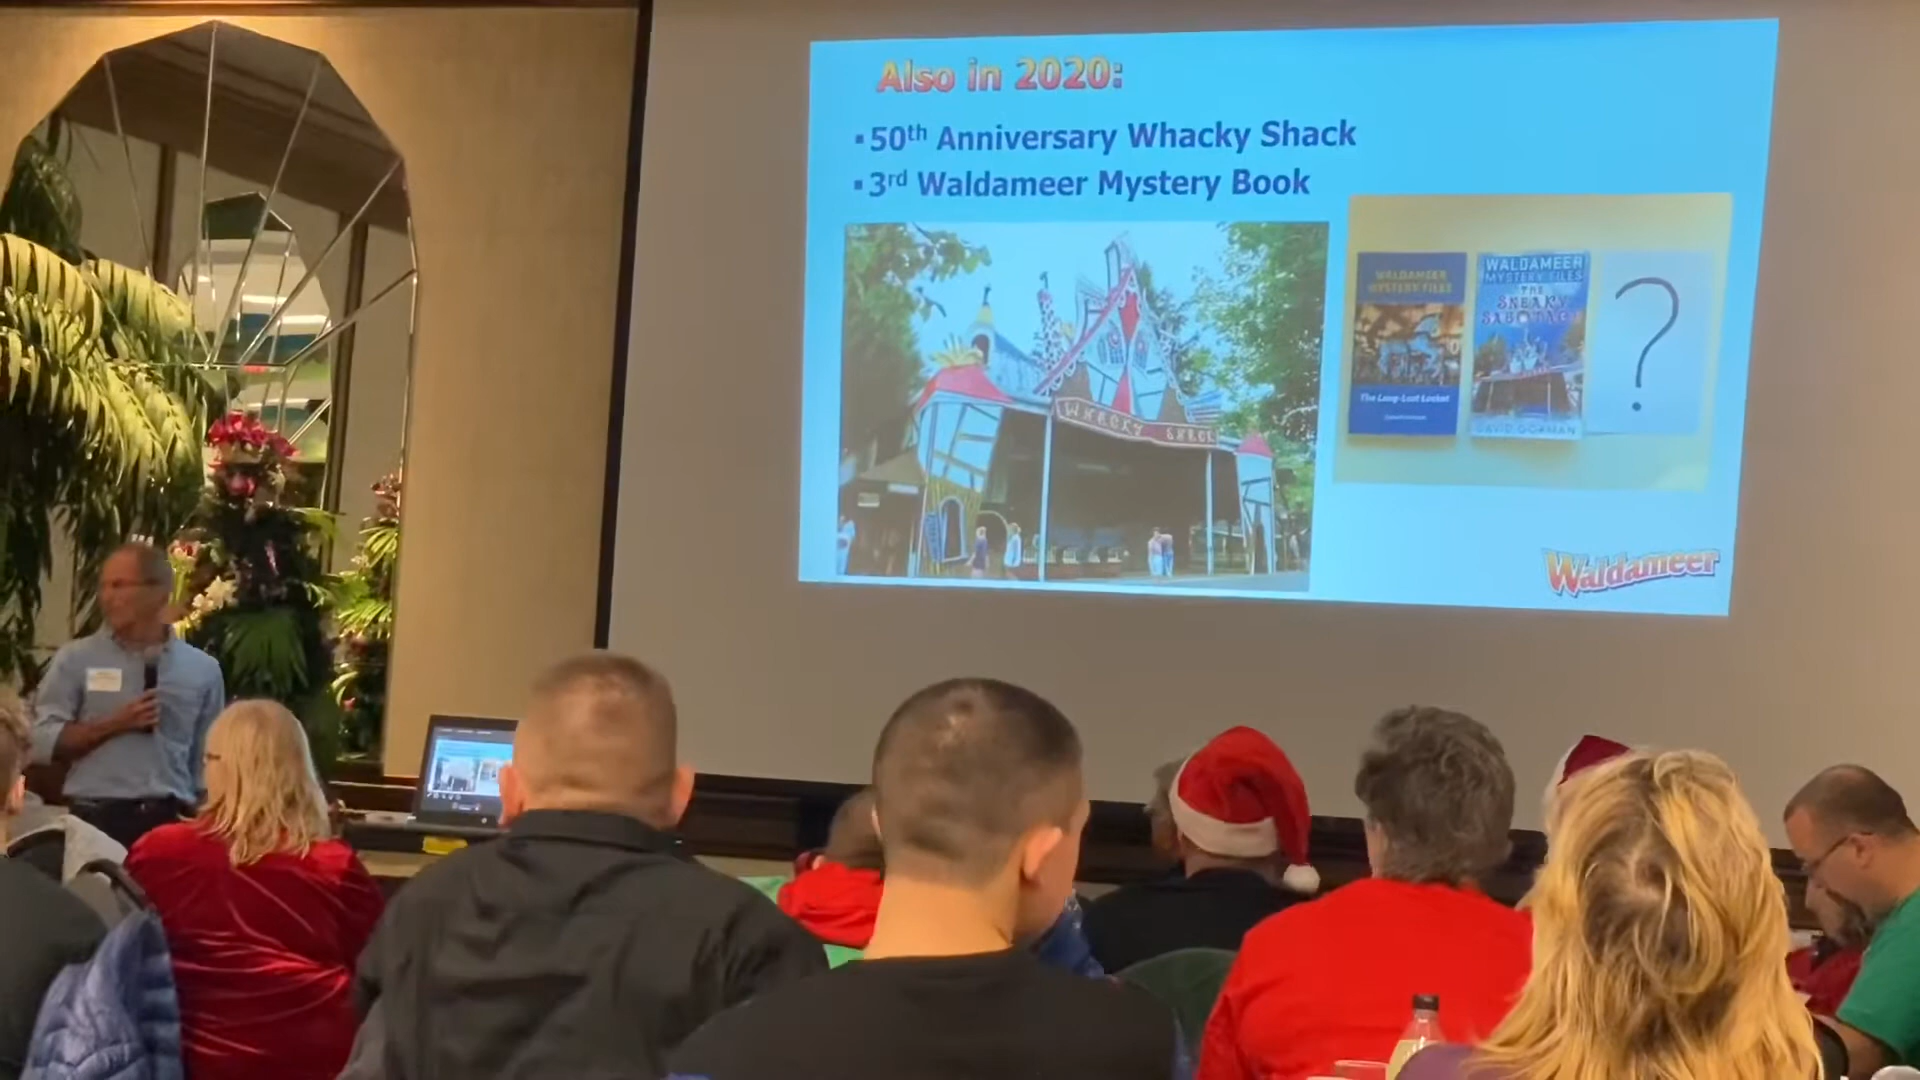 Also in 2020:
▪ 50th Anniversary Whacky Shack
▪ 3rd Waldameer Mystery Book
WHACKY SHACK
WALDAMEER
MYSTERY FILES
The Long-Lost Locket
WALDAMEER
MYSTERY FILES
THE
SNEAKY
SABOTAGE
DAVID GORMAN
?
Waldameer